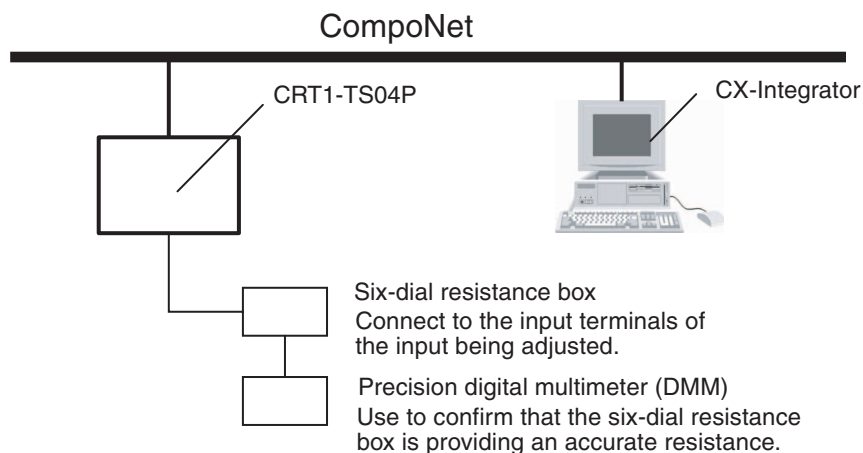 CompoNet
CRT1-TS04P
CX-Integrator
Six-dial resistance box
Connect to the input terminals of
the input being adjusted.
Precision digital multimeter (DMM)
Use to confirm that the six-dial resistance
box is providing an accurate resistance.